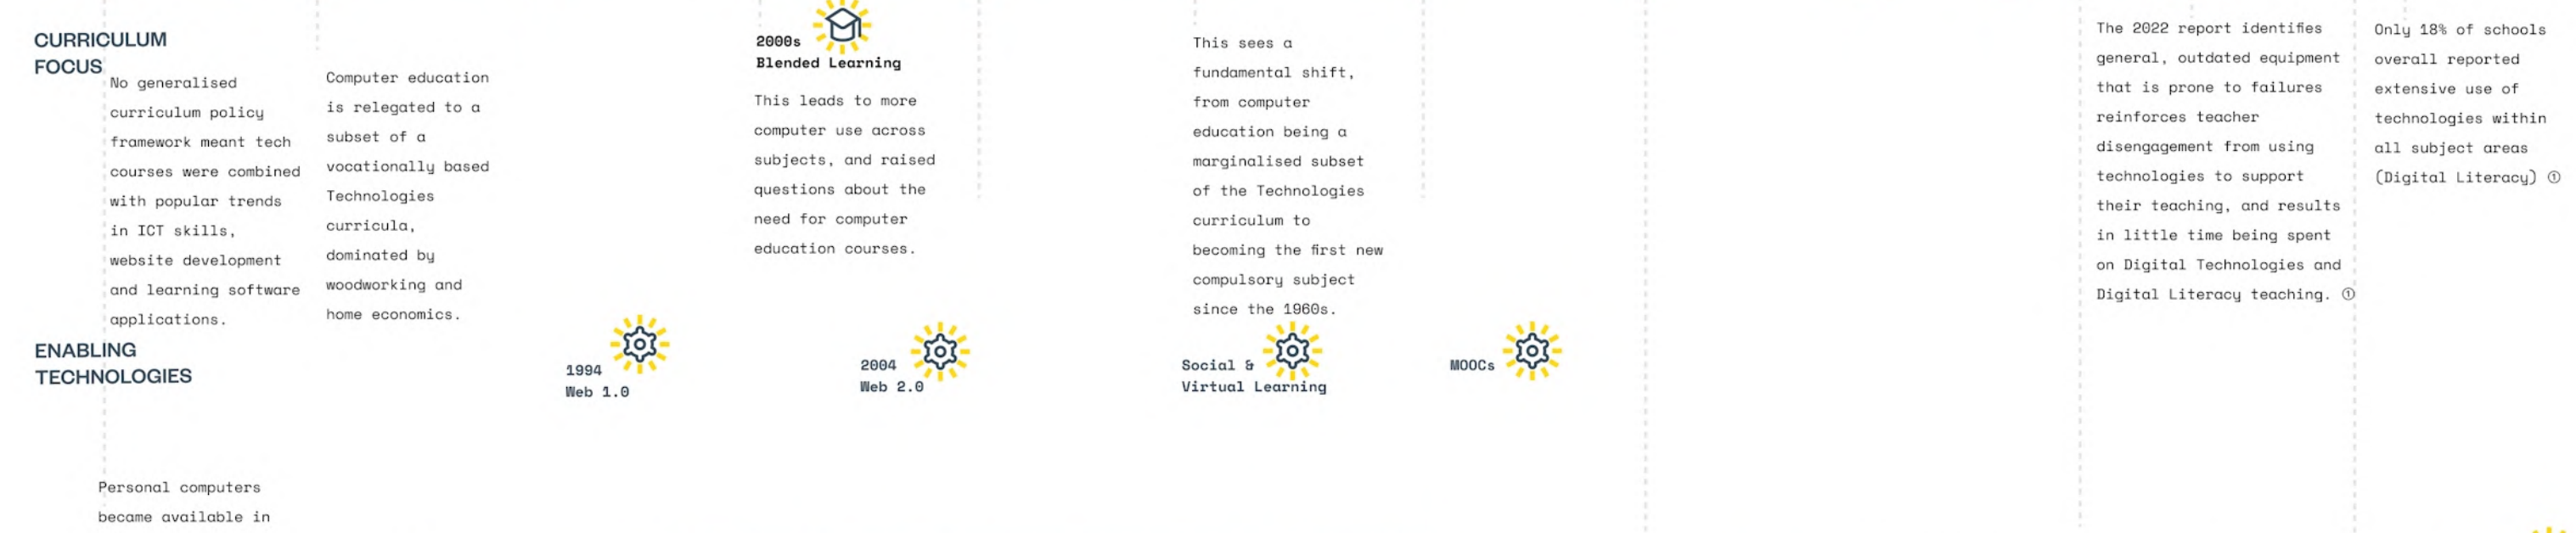 CURRICULUM
FOCUS
No generalised
curriculum policy
framework meant tech
courses were combined
with popular trends
in ICT skills,
website development
and learning software
applications.
Computer education
is relegated to a
subset of a
vocationally based
Technologies
curricula,
dominated by
woodworking and
home economics.
2000s
Blended Learning
This leads to more
computer use across
subjects, and raised
questions about the
need for computer
education courses.
This sees a
fundamental shift,
from computer
education being a
marginalised subset
of the Technologies
curriculum to
becoming the first new
compulsory subject
since the 1960s.
The 2022 report identifies
general, outdated equipment
that is prone to failures
reinforces teacher
disengagement from using
technologies to support
their teaching, and results
in little time being spent
on Digital Technologies and
Digital Literacy teaching. ①
Only 18% of schools
overall reported
extensive use of
technologies within
all subject areas
(Digital Literacy) ①
ENABLING
TECHNOLOGIES
1994
Web 1.0
2004
Web 2.0
Social &
Virtual Learning
MOOCs
Personal computers
became available in